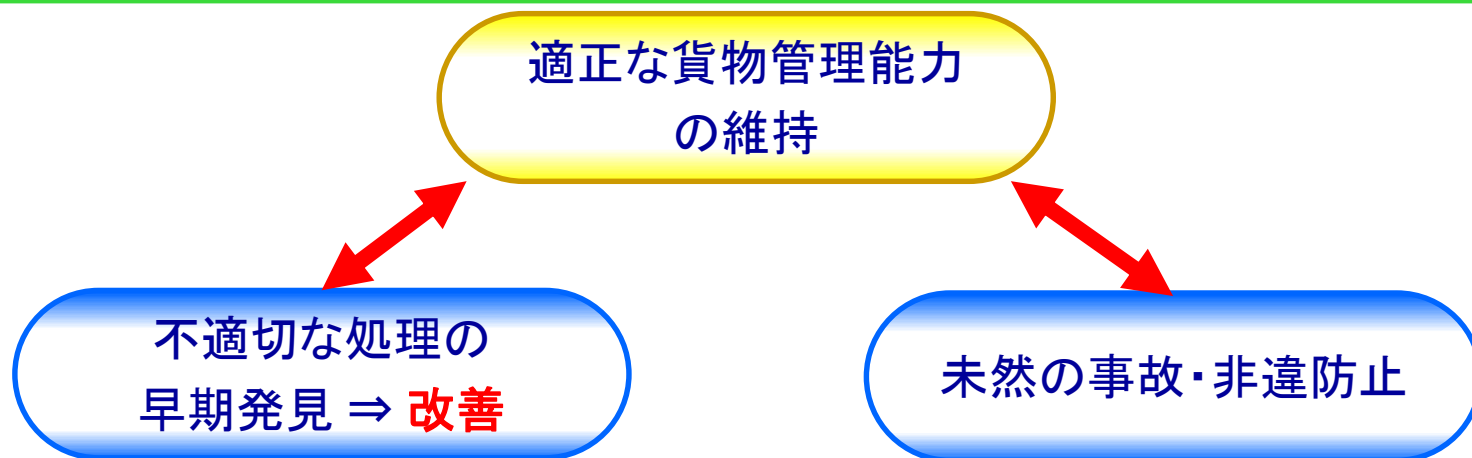 適正な貨物管理能力
の維持
不適切な処理の
早期発見 ⇒ 改善
未然の事故・非違防止